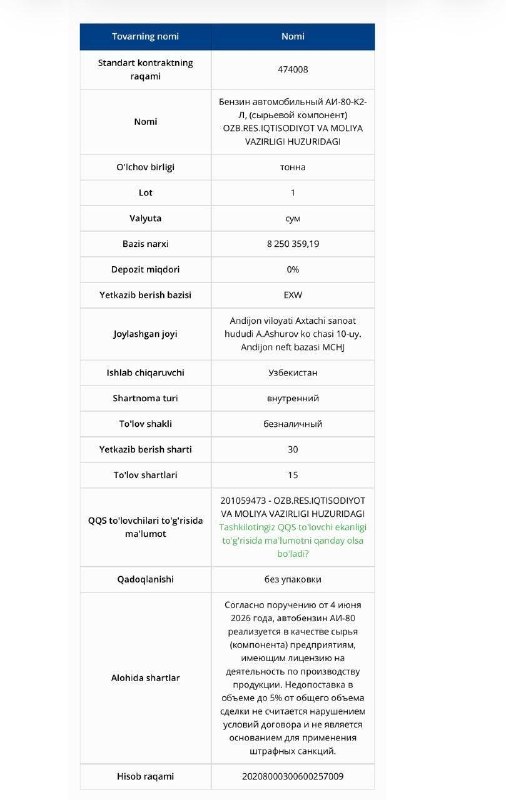 Tovarning nomi
Nomi
Standart kontraktning
raqami
474008
Nomi
Бензин автомобильный АИ-80-К2-
Л, (сырьевой компонент)
OZB.RES.IQTISODIYOT VA MOLIYA
VAZIRLIGI HUZURIDAGI
O'lchov birligi
тонна
Lot
1
Valyuta
сум
Bazis narxi
8 250 359,19
Depozit miqdori
0%
Yetkazib berish bazisi
EXW
Joylashgan joyi
Andijon viloyati Axtachi sanoat
hududi A.Ashurov ko chasi 10-uy.
Andijon neft bazasi MCHJ
Ishlab chiqaruvchi
Узбекистан
Shartnoma turi
внутренний
To'lov shakli
безналичный
Yetkazib berish sharti
30
To'lov shartlari
15
QQS to'lovchilari to'g'risida
ma'lumot
201059473 - OZB.RES.IQTISODIYOT
VA MOLIYA VAZIRLIGI HUZURIDAGI
Tashkilotingiz QQS to'lovchi ekanligi
to'g'risida ma'lumotni qanday olsa
bo'ladi?
Qadoqlanishi
без упаковки
Alohida shartlar
Согласно поручению от 4 июня
2026 года, автобензин АИ-80
реализуется в качестве сырья
(компонента) предприятиям,
имеющим лицензию на
деятельность по производству
продукции. Недопоставка в
объеме до 5% от общего объема
сделки не считается нарушением
условий договора и не является
основанием для применения
штрафных санкций.
Hisob raqami
20208000300600257009